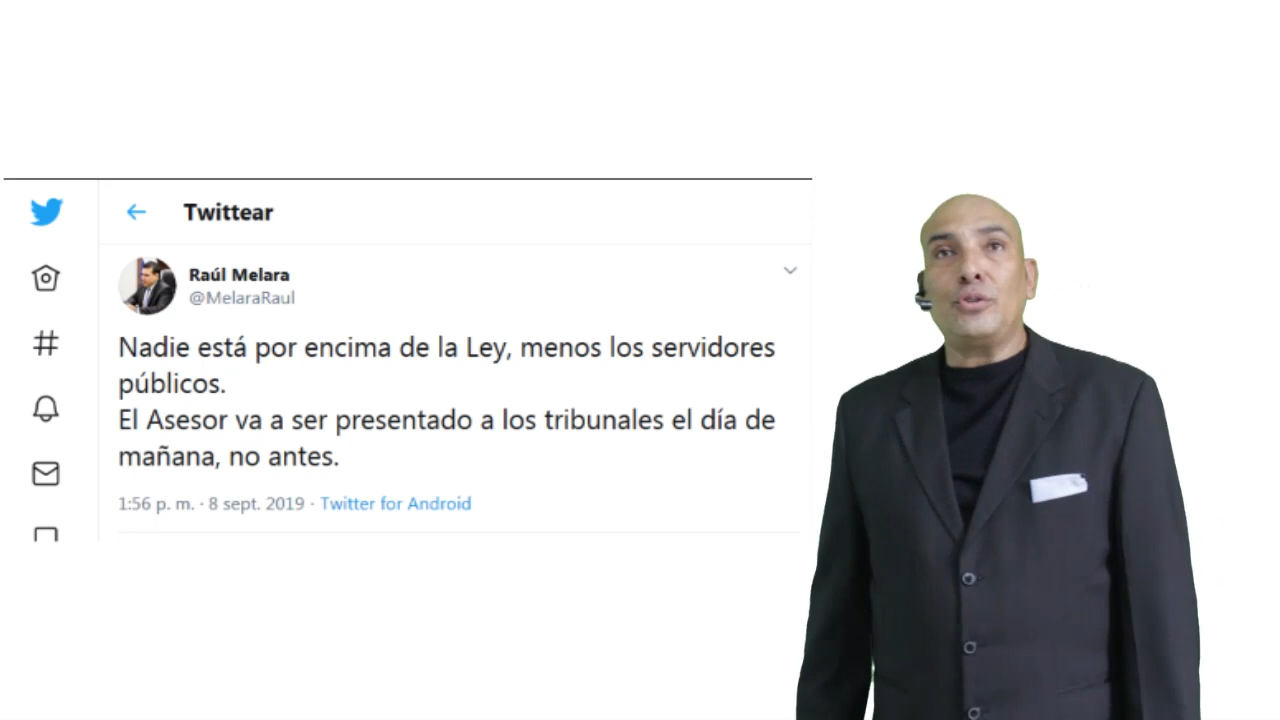 Twittear
Raúl Melara
@MelaraRaul
Nadie está por encima de la Ley, menos los servidores
públicos.
El Asesor va a ser presentado a los tribunales el día de
mañana, no antes.
1:56 p. m. · 8 sept. 2019 · Twitter for Android